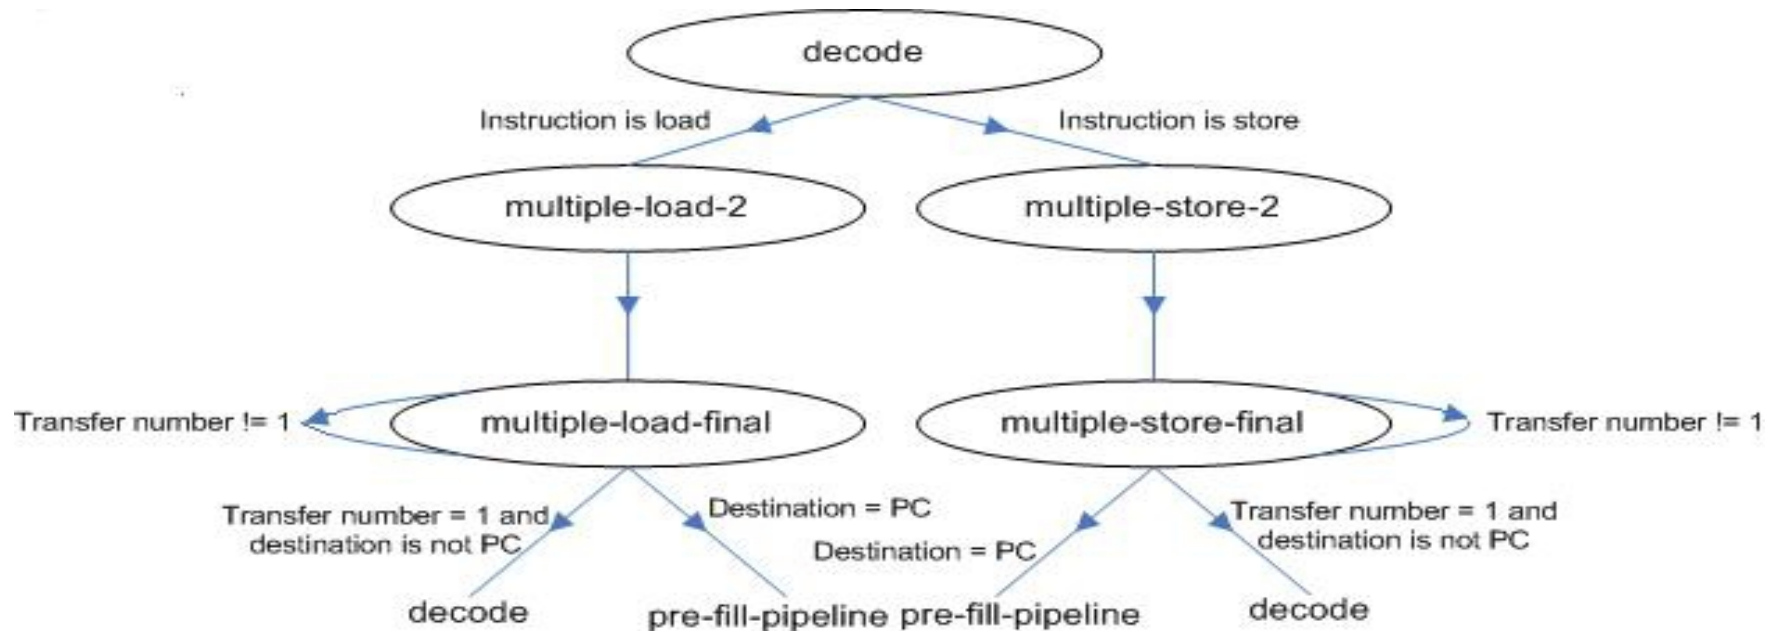 decode
Instruction is load
Instruction is store
multiple-load-2
multiple-store-2
Transfer number != 1
multiple-load-final
multiple-store-final
Transfer number != 1
Transfer number = 1 and
destination is not PC
Destination = PC
Destination = PC
Transfer number = 1 and
destination is not PC
decode
pre-fill-pipeline
pre-fill-pipeline
decode